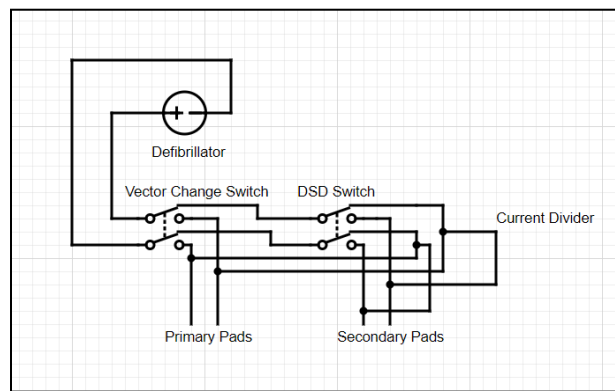 Defibrillator
Vector Change Switch
DSD Switch
Current Divider
Primary Pads
Secondary Pads